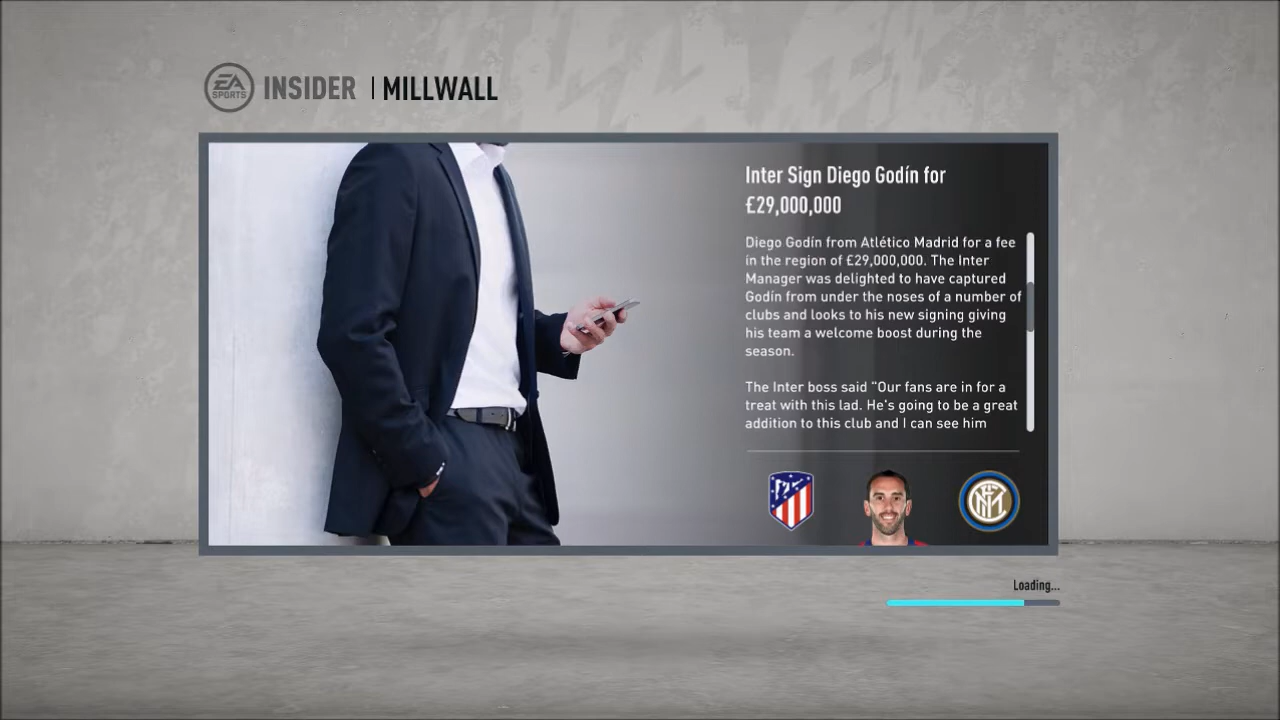 EA
SPORTS
INSIDER | MILLWALL
Inter Sign Diego Godín for
£29,000,000
Diego Godín from Atlético Madrid for a fee
in the region of £29,000,000. The Inter
Manager was delighted to have captured
Godín from under the noses of a number of
clubs and looks to his new signing giving
his team a welcome boost during the
season.
The Inter boss said “Our fans are in for a
treat with this lad. He's going to be a great
addition to this club and I can see him
Loading...